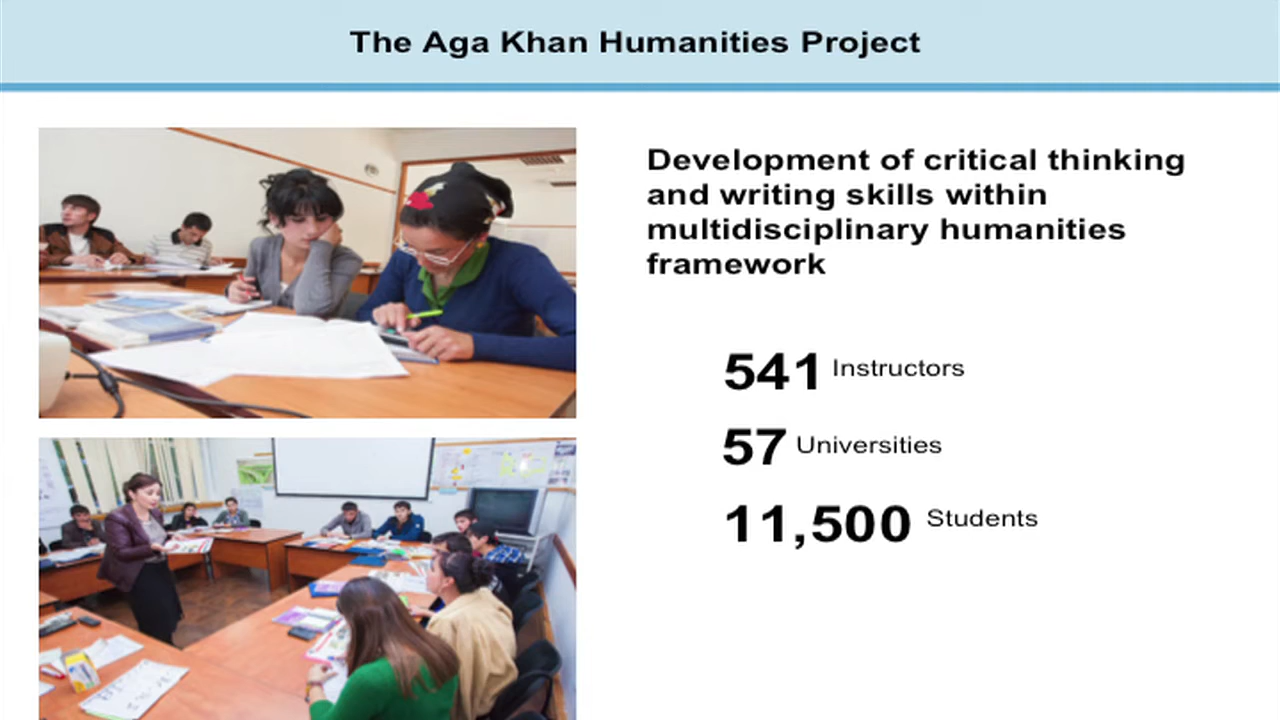 The Aga Khan Humanities Project
Development of critical thinking
and writing skills within
multidisciplinary humanities
framework
541 Instructors
57 Universities
11,500 Students